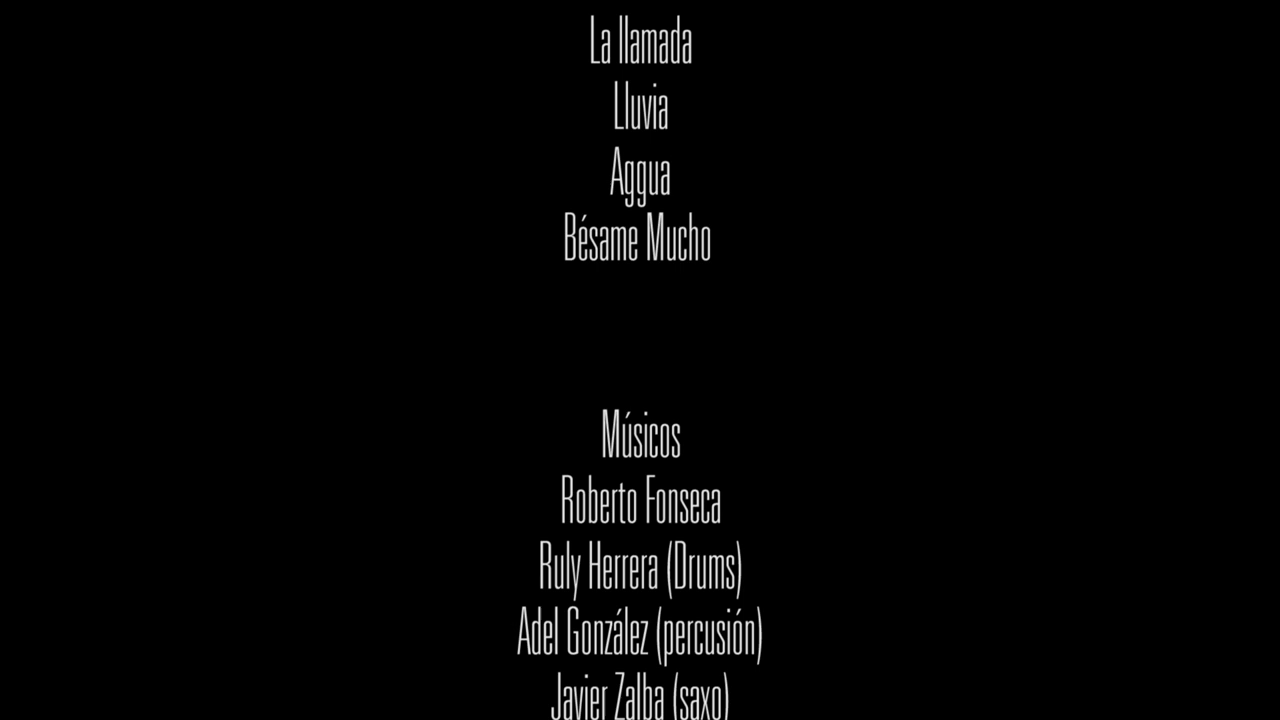 La llamada
Lluvia
Aggua
Bésame Mucho
Músicos
Roberto Fonseca
Ruly Herrera (Drums)
Adel González (percusión)
Javier Zalba (saxo)